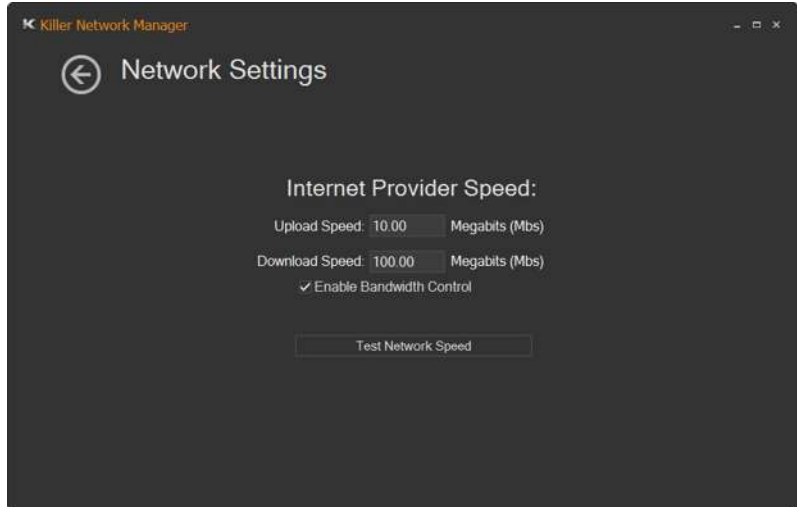 Killer Network Manager
Network Settings
Internet Provider Speed:
Upload Speed: 10.00 Megabits (Mbs)
Download Speed: 100.00 Megabits (Mbs)
Enable Bandwidth Control
Test Network Speed